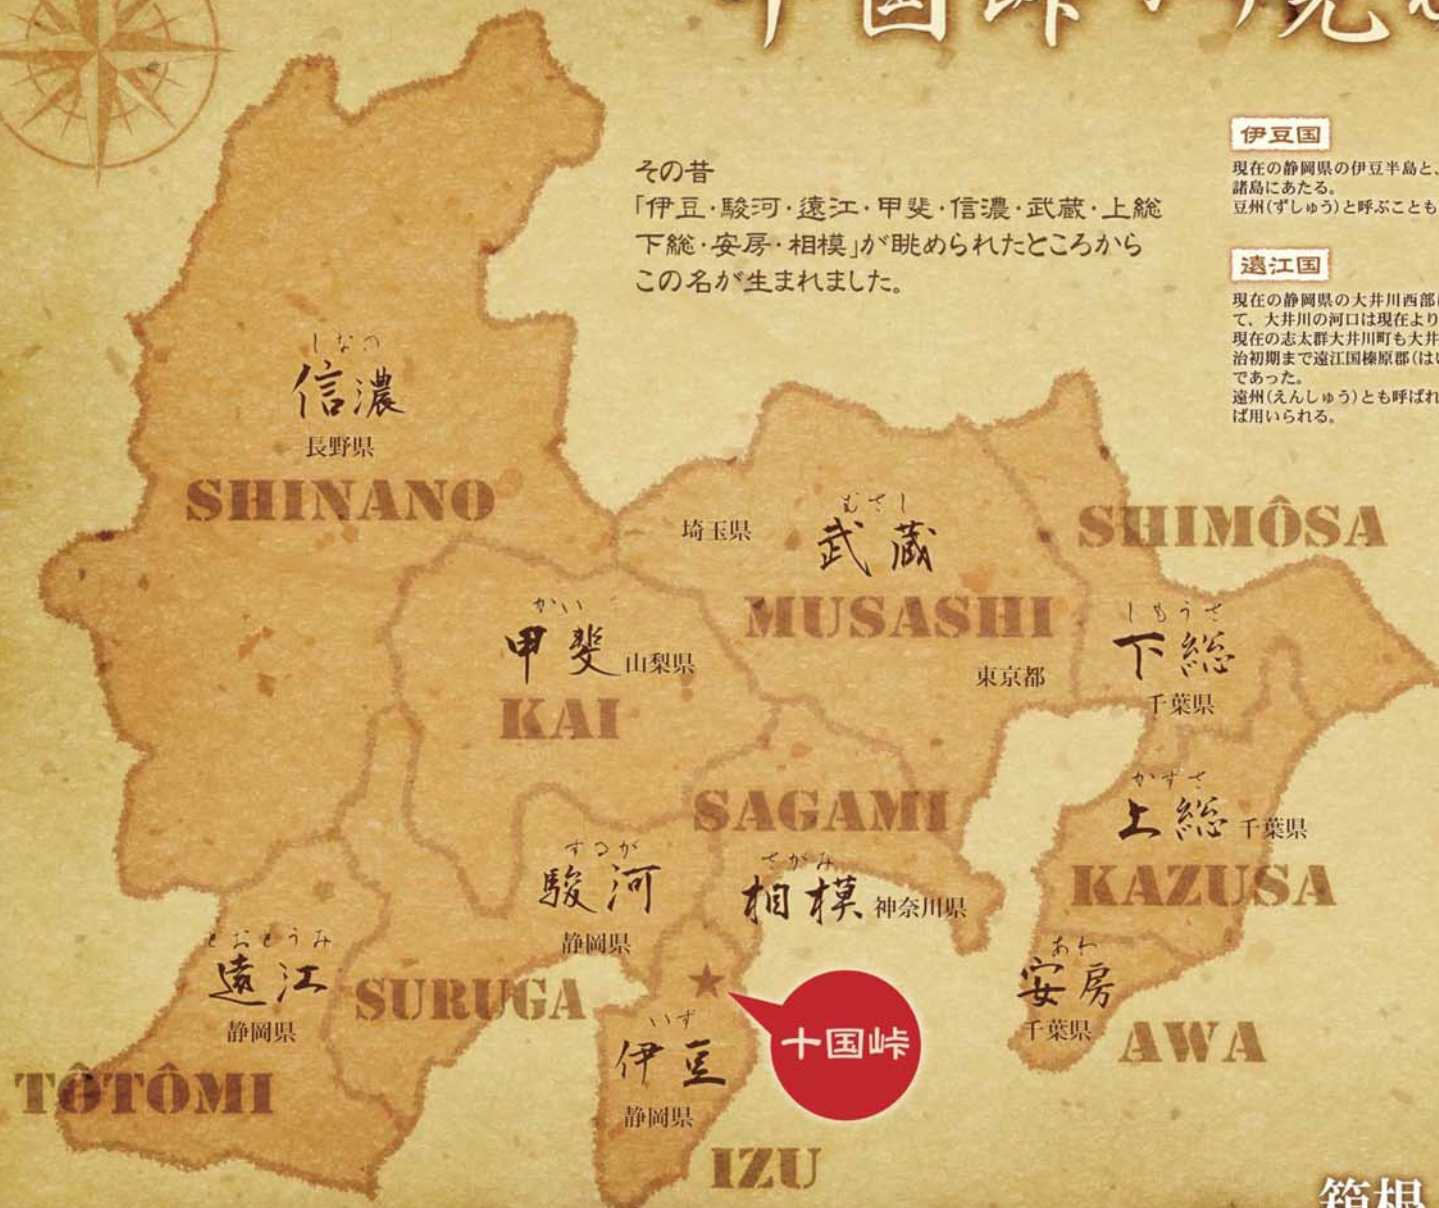 十国峠
その昔
「伊豆・駿河・遠江・甲斐・信濃・武蔵・上総
下総・安房・相模」が眺められたところから
この名が生まれました。
伊豆国
現在の静岡県の伊豆半島と、
諸島にあたる。
豆州(ずしゅう)と呼ぶことも
遠江国
現在の静岡県の大井川西部
て、大井川の河口は現在より
現在の志太群大井川町も大井
治初期まで遠江国榛原郡(は
であった。
遠州(えんしゅう)とも呼ばれ
ば用いられる。
しなの
信濃
長野県
SHINANO
埼玉県
むさし
武蔵
MUSASHI
東京都
SHIMÔSA
しもうさ
下総
千葉県
かい
甲斐 山梨県
KAI
SAGAMI
さがみ
相模 神奈川県
かずさ
上総 千葉県
KAZUSA
するが
駿河
静岡県
SURUGA
とおとうみ
遠江
静岡県
TÔTÔMI
あわ
安房
千葉県
AWA
十国峠
いず
伊豆
静岡県
IZU
箱根